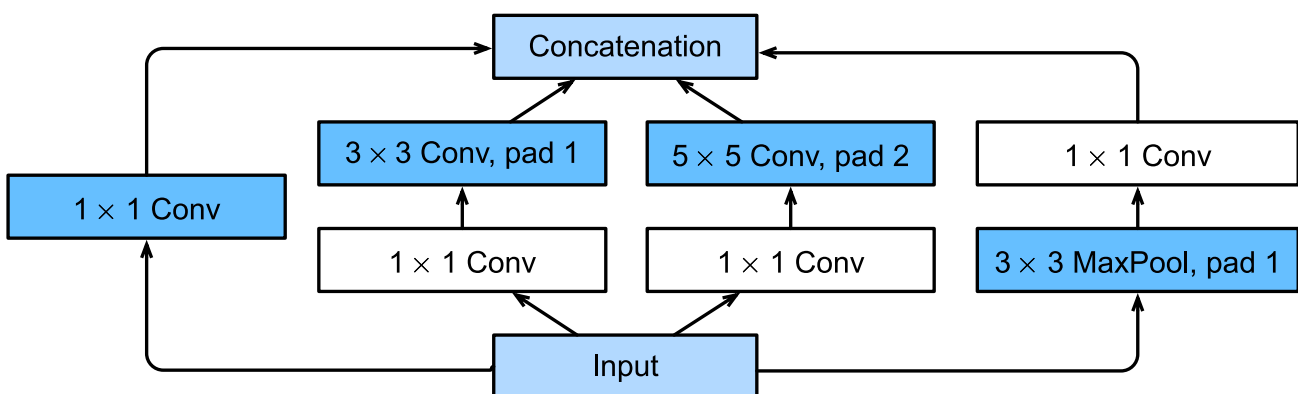 Concatenation
3 × 3 Conv, pad 1
5 × 5 Conv, pad 2
1 × 1 Conv
1 × 1 Conv
1 × 1 Conv
1 × 1 Conv
3 × 3 MaxPool, pad 1
Input